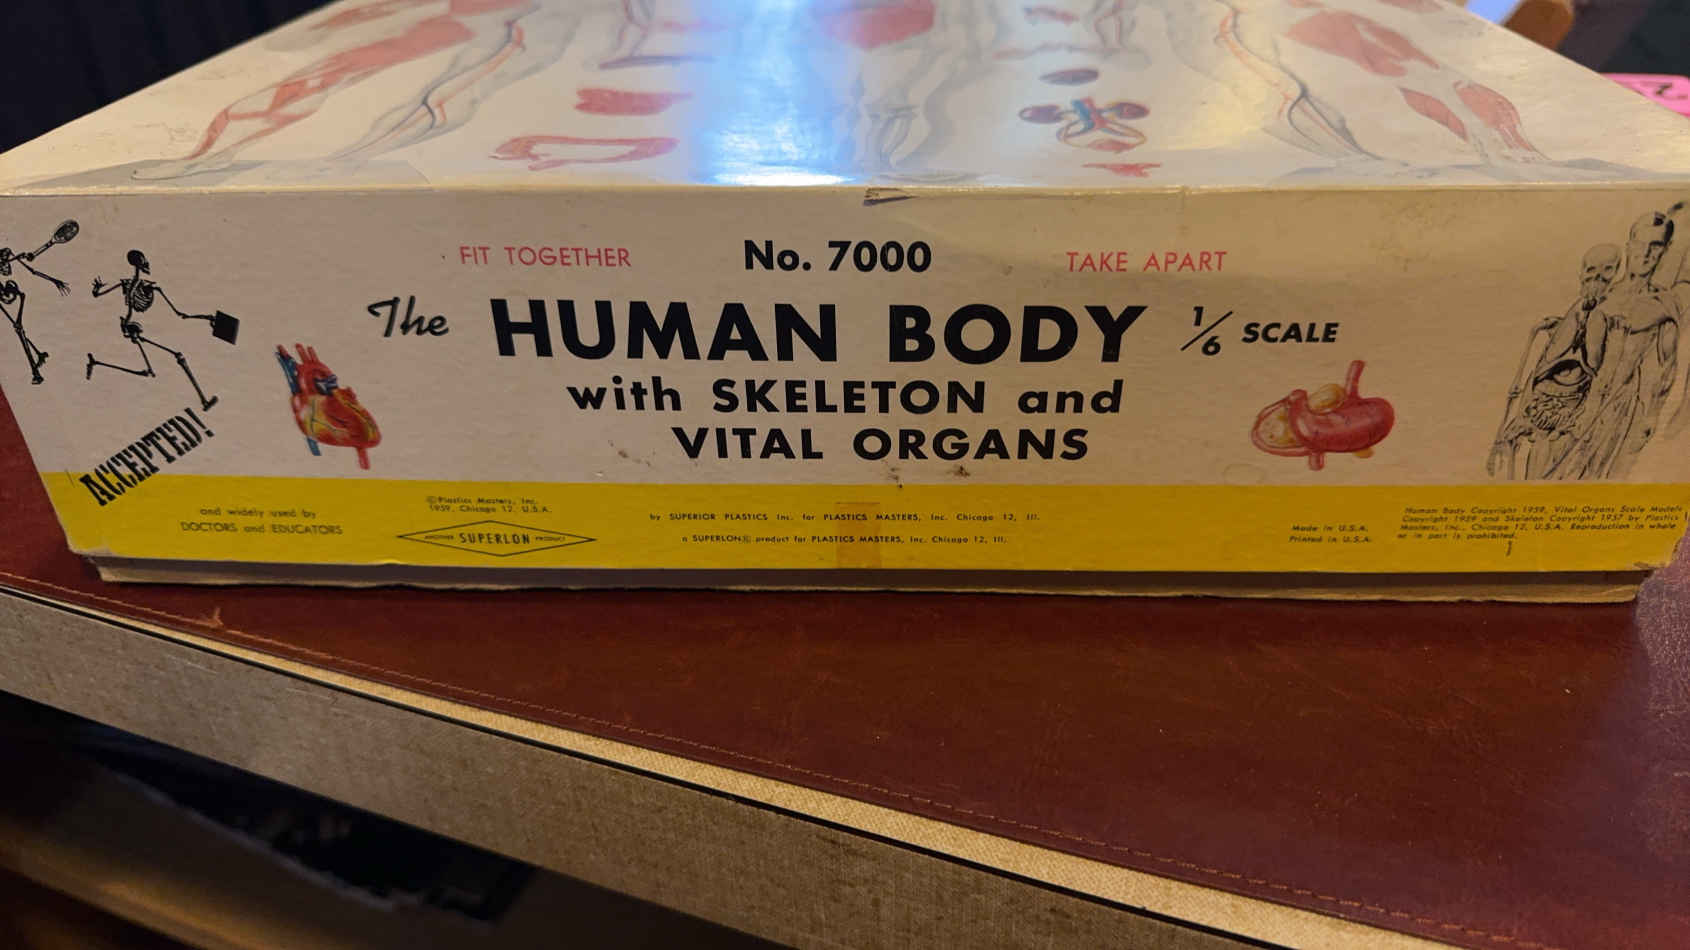 FIT TOGETHER
No. 7000
TAKE APART
The HUMAN BODY 1/6 SCALE
with SKELETON and
VITAL ORGANS
ACCEPTED!
and widely used by
DOCTORS and EDUCATORS
©Plastics Masters, Inc.
1959, Chicago 12, U.S.A.
ANOTHER SUPERLON PRODUCT
by SUPERIOR PLASTICS Inc. for PLASTICS MASTERS, Inc. Chicago 12, Ill.
a SUPERLON® product for PLASTICS MASTERS, Inc. Chicago 12, Ill.
Made in U.S.A.
Printed in U.S.A.
Human Body Copyright 1959, Vital Organs Scale Models
Copyright 1959 and Skeleton Copyright 1957 by Plastics
Masters, Inc., Chicago 12, U.S.A. Reproduction in whole
or in part is prohibited.